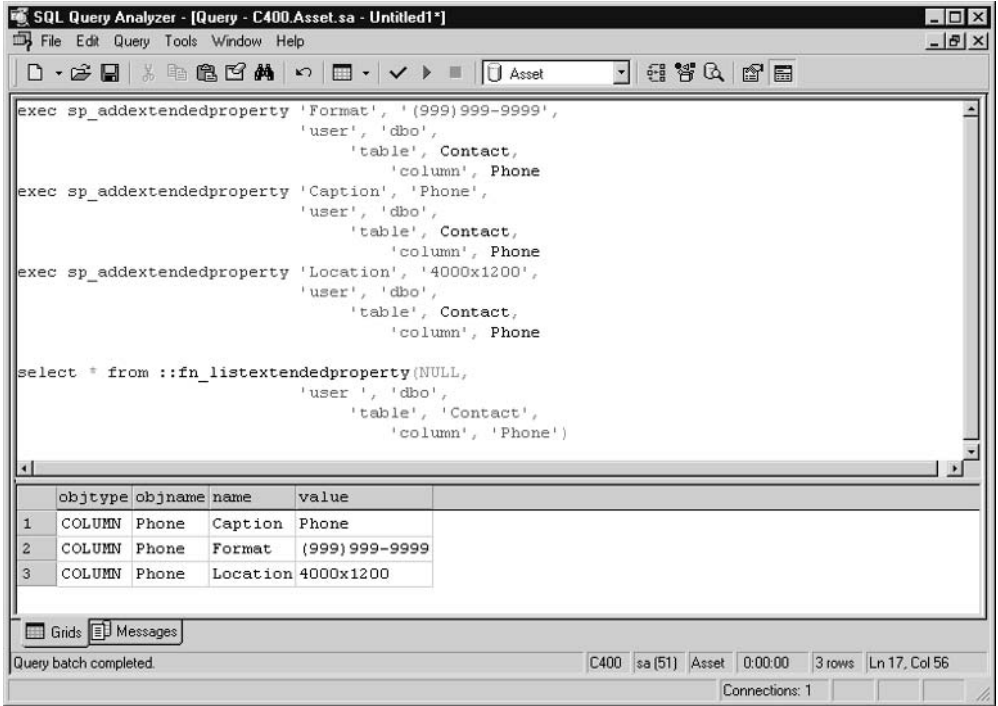 SQL Query Analyzer - [Query - C400.Asset.sa - Untitled1*]
File Edit Query Tools Window Help
Asset
exec sp_addextendedproperty 'Format', '(999)999-9999',
'user', 'dbo',
'table', Contact,
'column', Phone
exec sp_addextendedproperty 'Caption', 'Phone',
'user', 'dbo',
'table', Contact,
'column', Phone
exec sp_addextendedproperty 'Location', '4000x1200',
'user', 'dbo',
'table', Contact,
'column', Phone
select * from ::fn_listextendedproperty(NULL,
'user ', 'dbo',
'table', 'Contact',
'column', 'Phone')
objtype objname name value
1 COLUMN Phone Caption Phone
2 COLUMN Phone Format (999)999-9999
3 COLUMN Phone Location 4000x1200
Grids Messages
Query batch completed. C400 sa (51) Asset 0:00:00 3 rows Ln 17, Col 56
Connections: 1